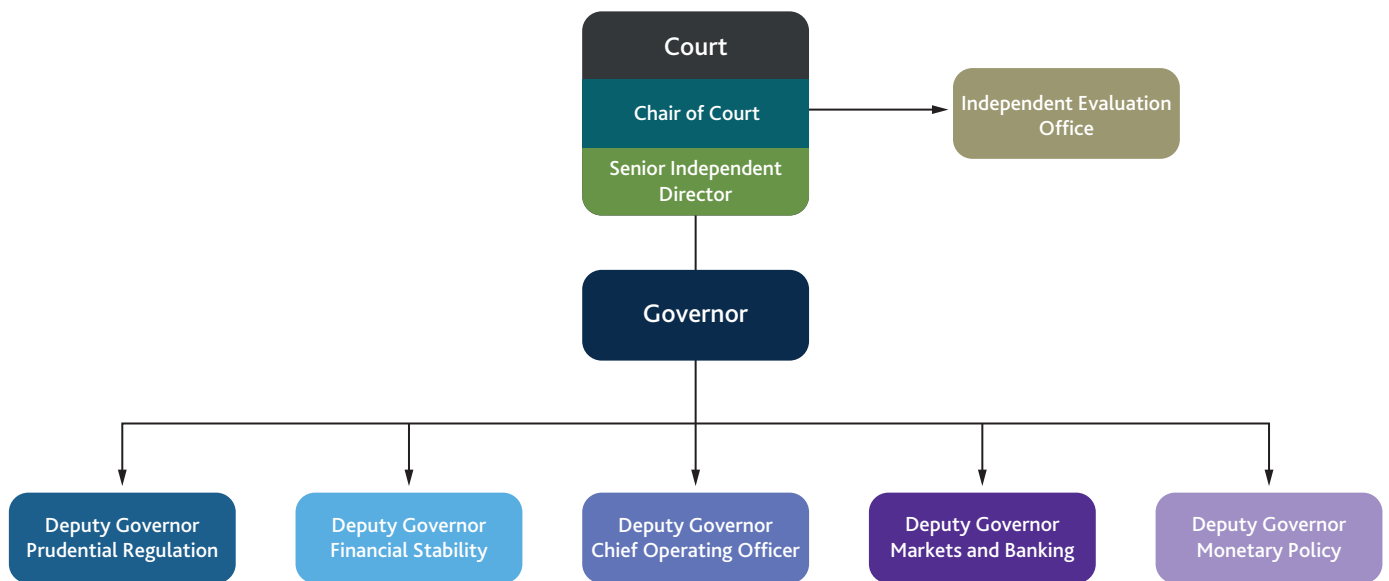 Court
Chair of Court
Senior Independent
Director
Independent Evaluation
Office
Governor
Deputy Governor
Prudential Regulation
Deputy Governor
Financial Stability
Deputy Governor
Chief Operating Officer
Deputy Governor
Markets and Banking
Deputy Governor
Monetary Policy